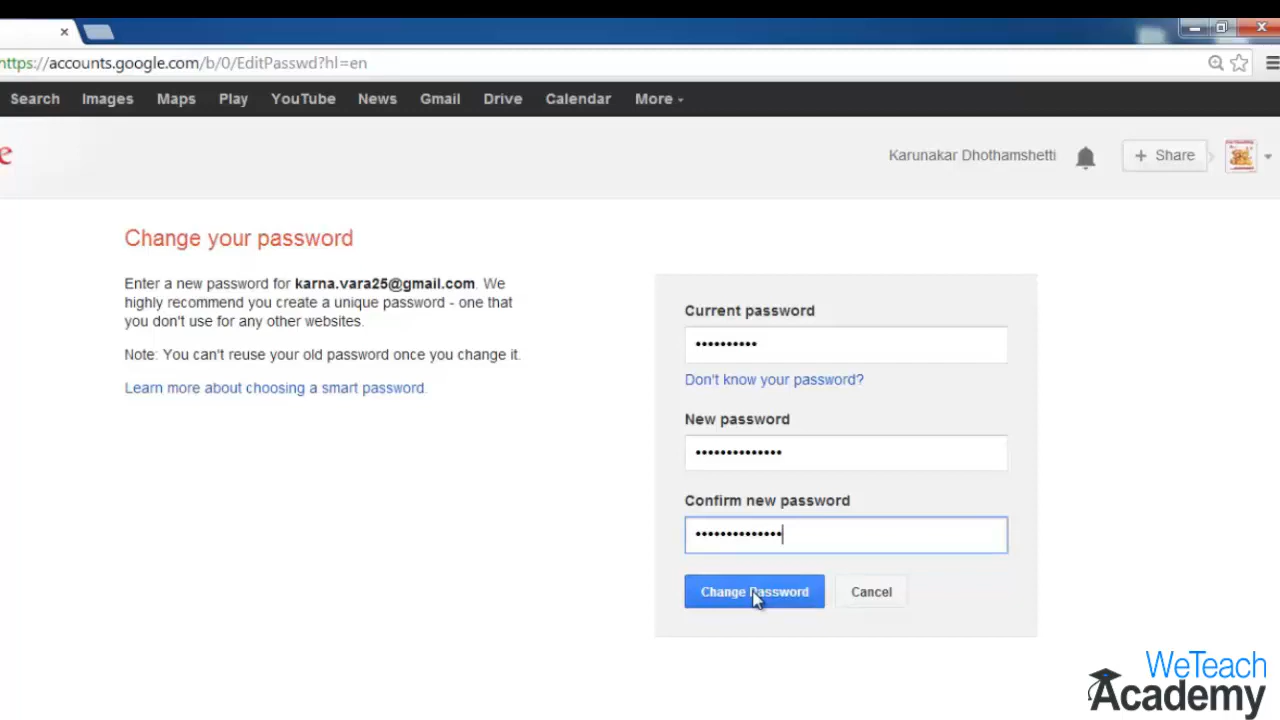 https://accounts.google.com/b/0/EditPasswd?hl=en
Search Images Maps Play YouTube News Gmail Drive Calendar More
e
Karunakar Dhothamshetti
+ Share
Change your password
Enter a new password for karna.vara25@gmail.com. We
highly recommend you create a unique password - one that
you don't use for any other websites.
Note: You can't reuse your old password once you change it.
Learn more about choosing a smart password.
Current password
••••••••••
Don't know your password?
New password
••••••••••••••
Confirm new password
••••••••••••••
Change Password
Cancel
WeTeach
Academy